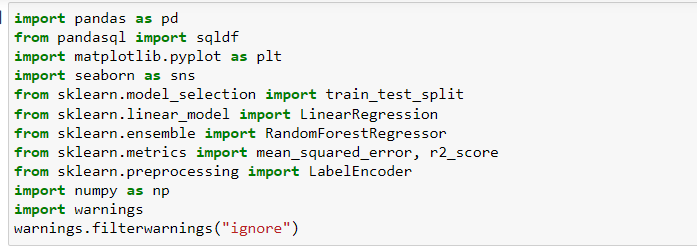 import pandas as pd
from pandasql import sqldf
import matplotlib.pyplot as plt
import seaborn as sns
from sklearn.model_selection import train_test_split
from sklearn.linear_model import LinearRegression
from sklearn.ensemble import RandomForestRegressor
from sklearn.metrics import mean_squared_error, r2_score
from sklearn.preprocessing import LabelEncoder
import numpy as np
import warnings
warnings.filterwarnings("ignore")